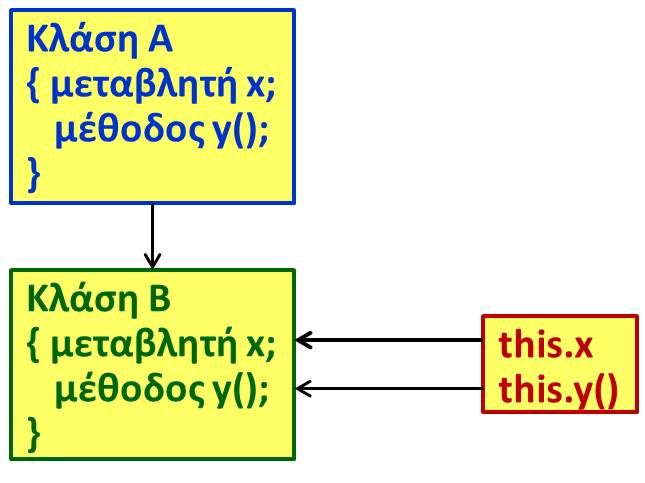 Κλάση Α
{ μεταβλητή x;
μέθοδος y();
}
Κλάση Β
{ μεταβλητή x;
μέθοδος y();
}
this.x
this.y()